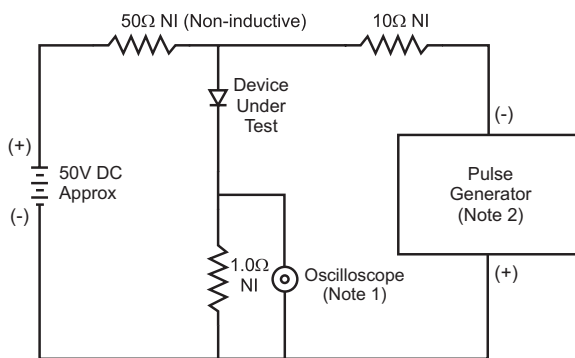 50Ω NI (Non-inductive)
10Ω NI
Device
Under
Test
(-)
(+)
50V DC
Approx
(-)
Pulse
Generator
(Note 2)
1.0Ω
NI
Oscilloscope
(Note 1)
(+)